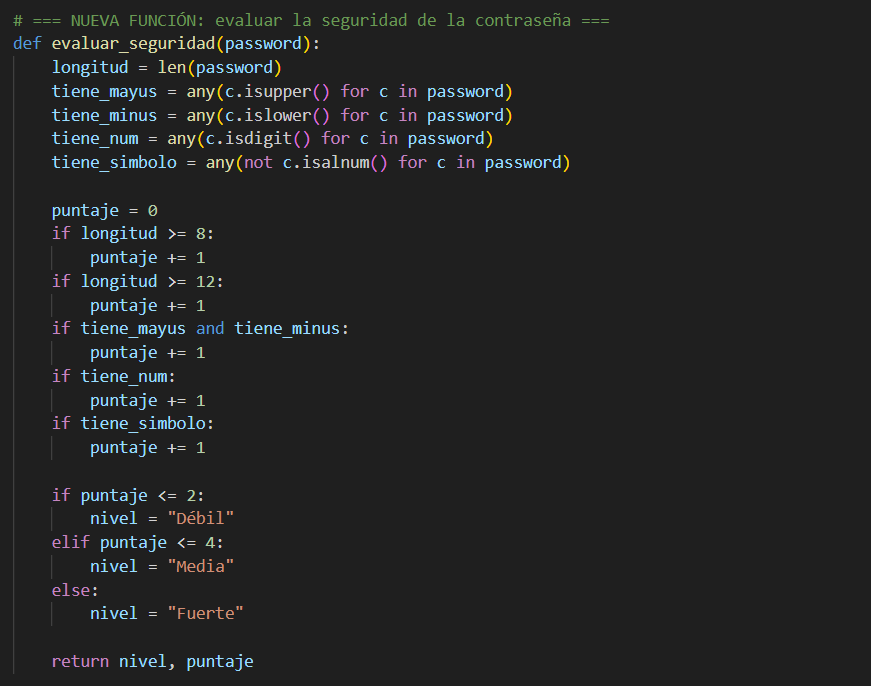 # === NUEVA FUNCIÓN: evaluar la seguridad de la contraseña ===
def evaluar_seguridad(password):
    longitud = len(password)
    tiene_mayus = any(c.isupper() for c in password)
    tiene_minus = any(c.islower() for c in password)
    tiene_num = any(c.isdigit() for c in password)
    tiene_simbolo = any(not c.isalnum() for c in password)

    puntaje = 0
    if longitud >= 8:
        puntaje += 1
    if longitud >= 12:
        puntaje += 1
    if tiene_mayus and tiene_minus:
        puntaje += 1
    if tiene_num:
        puntaje += 1
    if tiene_simbolo:
        puntaje += 1

    if puntaje <= 2:
        nivel = "Débil"
    elif puntaje <= 4:
        nivel = "Media"
    else:
        nivel = "Fuerte"

    return nivel, puntaje